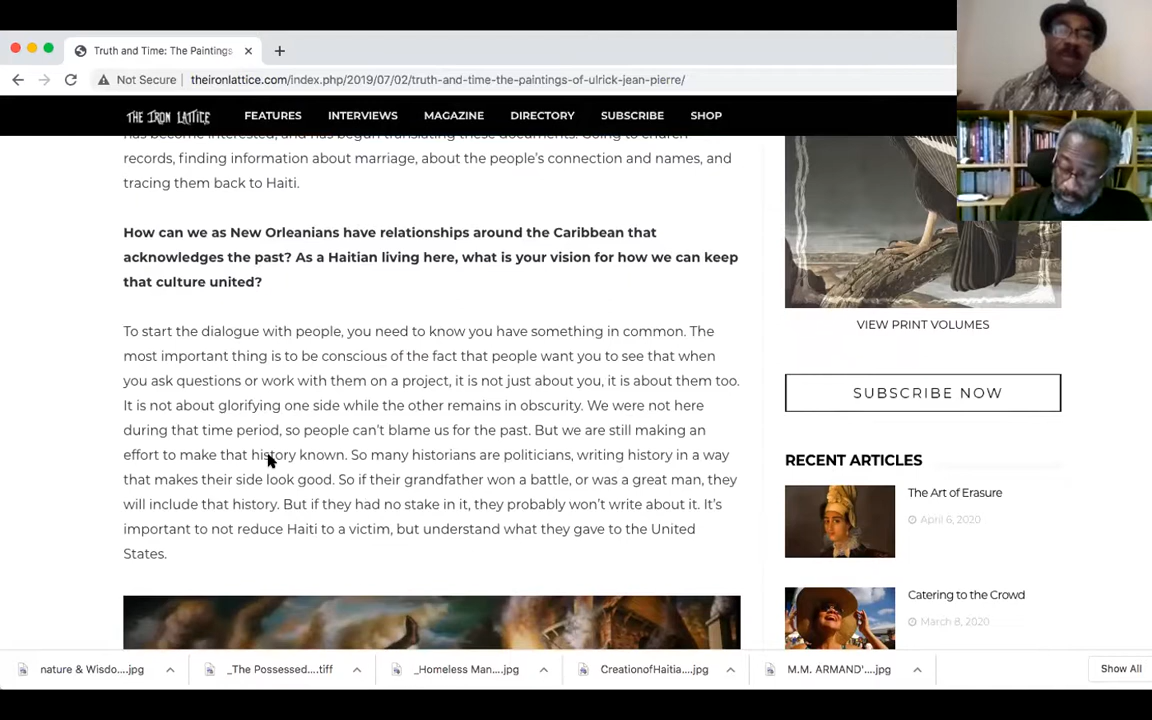 Truth and Time: The Paintings
Not Secure
theironlattice.com/index.php/2019/07/02/truth-and-time-the-paintings-of-ulrick-jean-pierre/
THE IRON LATTICE
FEATURES
INTERVIEWS
MAGAZINE
DIRECTORY
SUBSCRIBE
SHOP
has become interested, and has begun translating these documents. Going to church
records, finding information about marriage, about the people's connection and names, and
tracing them back to Haiti.
How can we as New Orleanians have relationships around the Caribbean that
acknowledges the past? As a Haitian living here, what is your vision for how we can keep
that culture united?
To start the dialogue with people, you need to know you have something in common. The
most important thing is to be conscious of the fact that people want you to see that when
you ask questions or work with them on a project, it is not just about you, it is about them too.
It is not about glorifying one side while the other remains in obscurity. We were not here
during that time period, so people can't blame us for the past. But we are still making an
effort to make that history known. So many historians are politicians, writing history in a way
that makes their side look good. So if their grandfather won a battle, or was a great man, they
will include that history. But if they had no stake in it, they probably won't write about it. It's
important to not reduce Haiti to a victim, but understand what they gave to the United
States.
VIEW PRINT VOLUMES
SUBSCRIBE NOW
RECENT ARTICLES
The Art of Erasure
April 6, 2020
Catering to the Crowd
March 8, 2020
nature & Wisdo....jpg
_The Possessed....tiff
_Homeless Man....jpg
CreationofHaitia....jpg
M.M. ARMAND'....jpg
Show All